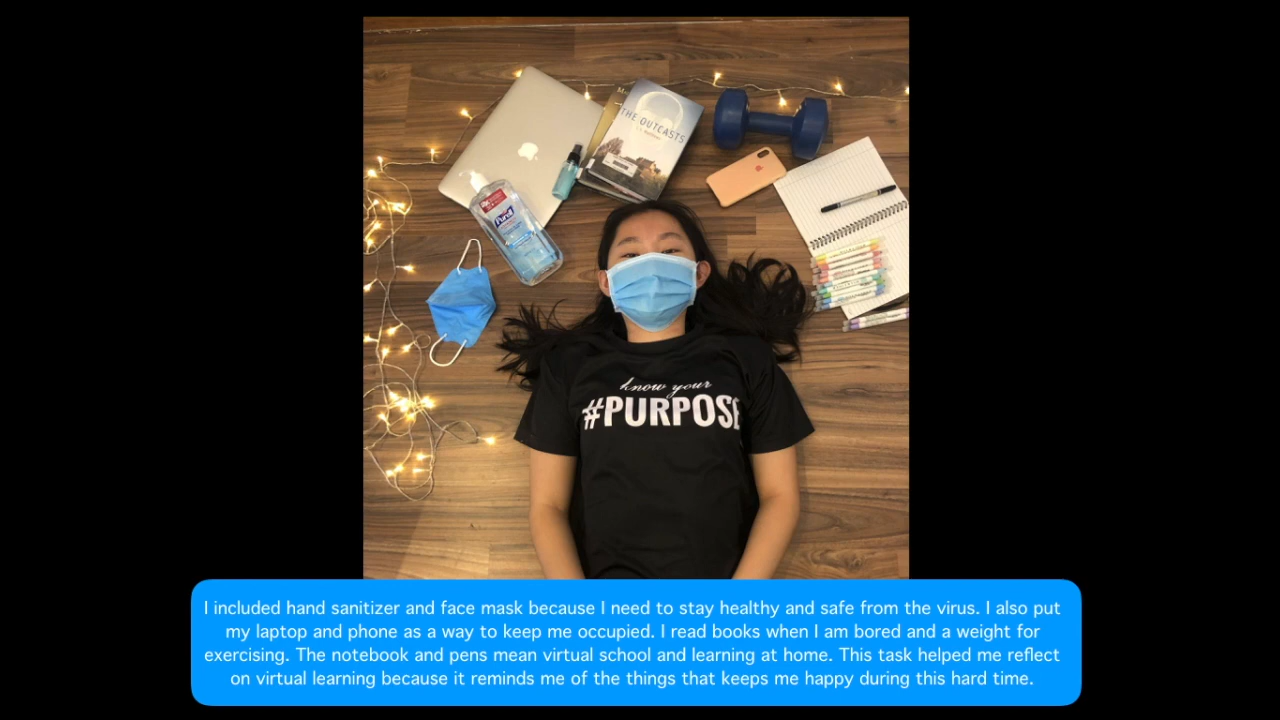 THE OUTCASTS
Purell
know your
#PURPOSE
I included hand sanitizer and face mask because I need to stay healthy and safe from the virus. I also put
my laptop and phone as a way to keep me occupied. I read books when I am bored and a weight for
exercising. The notebook and pens mean virtual school and learning at home. This task helped me reflect
on virtual learning because it reminds me of the things that keeps me happy during this hard time.